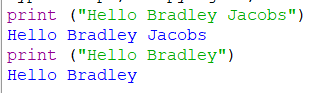 print ("Hello Bradley Jacobs")
Hello Bradley Jacobs
print ("Hello Bradley")
Hello Bradley